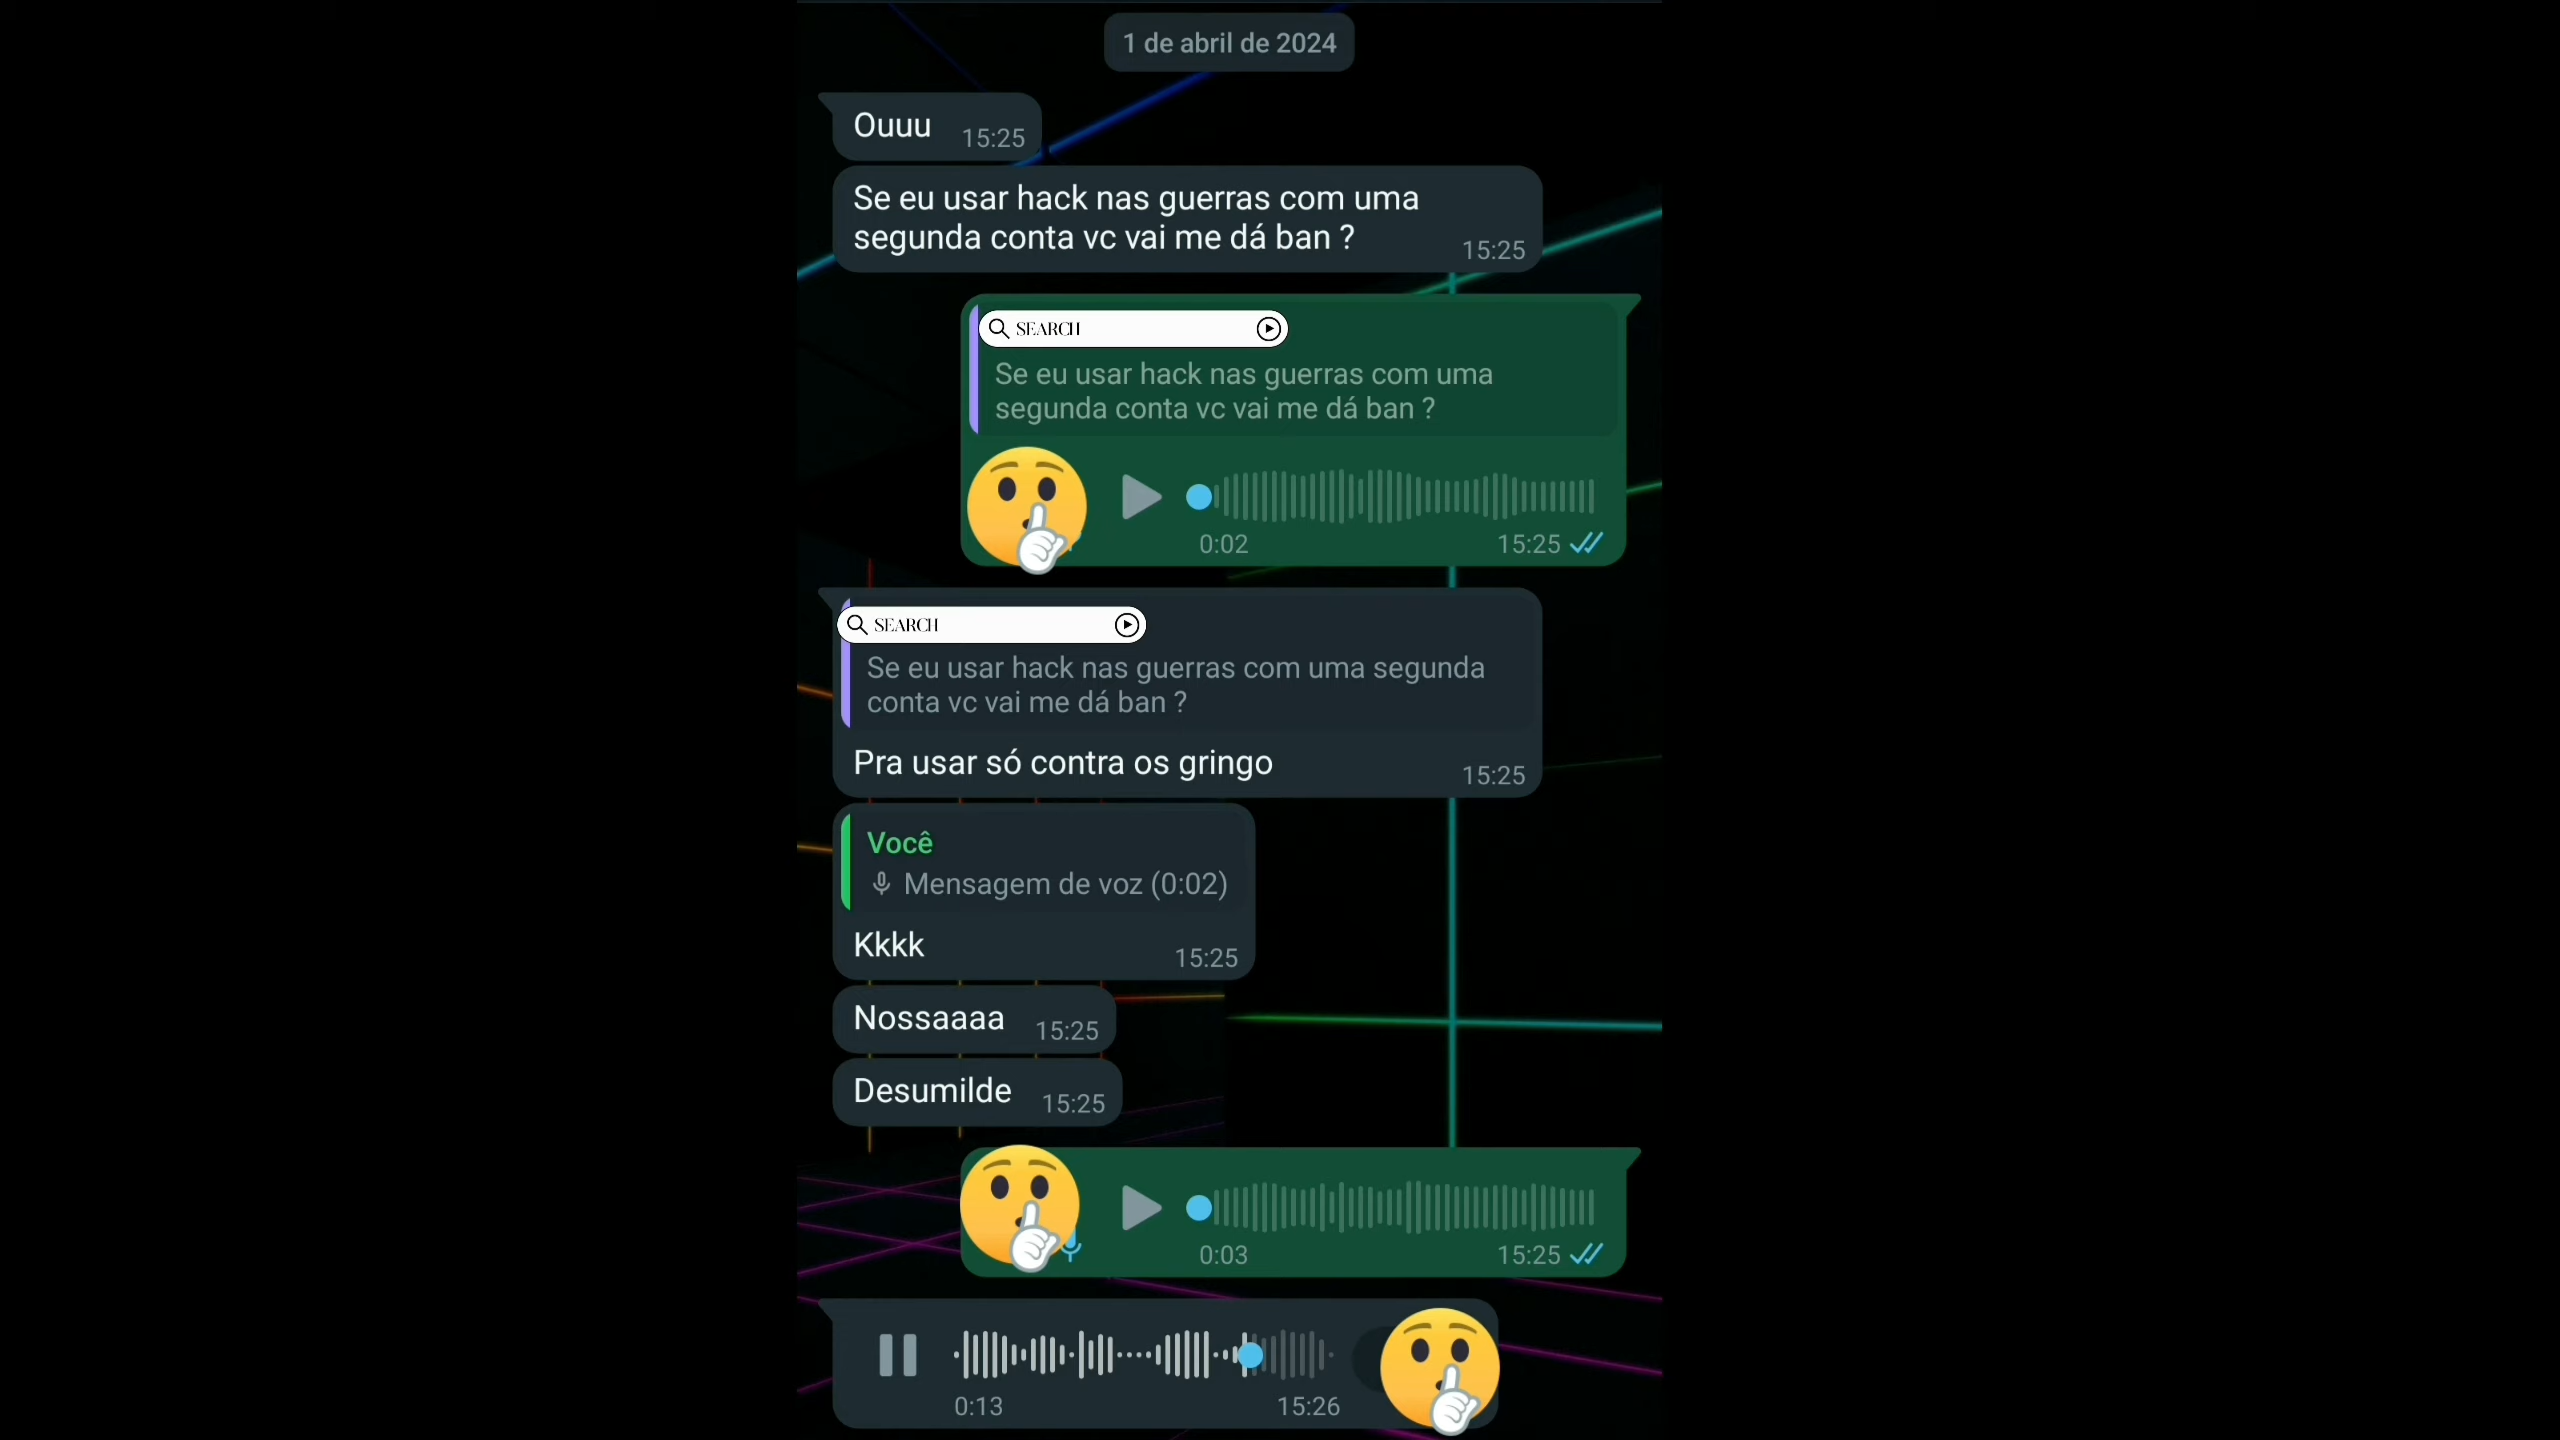 1 de abril de 2024
Ouuu 15:25
Se eu usar hack nas guerras com uma
segunda conta vc vai me dá ban ? 15:25
SEARCH
Se eu usar hack nas guerras com uma
segunda conta vc vai me dá ban ?
0:02 15:25
SEARCH
Se eu usar hack nas guerras com uma segunda
conta vc vai me dá ban ?
Pra usar só contra os gringo 15:25
Você
Mensagem de voz (0:02)
Kkkk 15:25
Nossaaaa 15:25
Desumilde 15:25
0:03 15:25
0:13 15:26